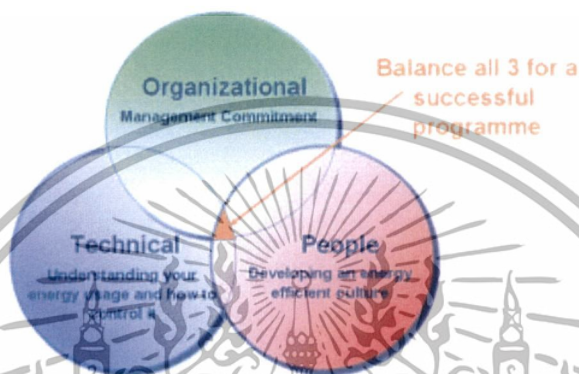 Organizational
Management Commitment
Balance all 3 for a
successful
programme
Technical
Understanding your
energy usage and how to
control it
People
Developing an energy
efficient culture